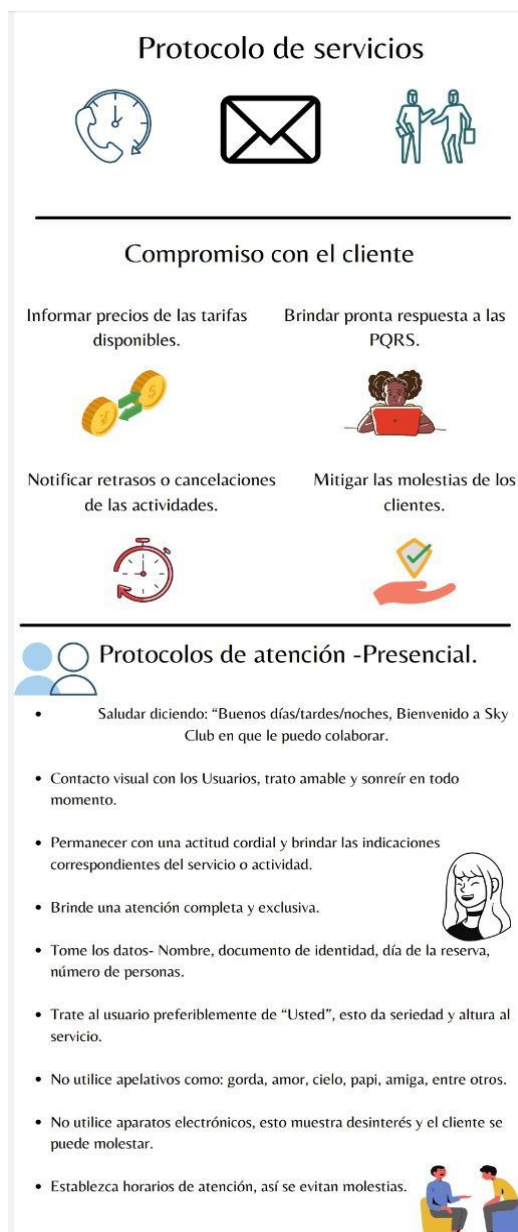 Protocolo de servicios
Compromiso con el cliente
Informar precios de las tarifas
disponibles.
Brindar pronta respuesta a las
PQRS.
Notificar retrasos o cancelaciones
de las actividades.
Mitigar las molestias de los
clientes.
Protocolos de atención -Presencial.
• Saludar diciendo: “Buenos días/tardes/noches, Bienvenido a Sky
Club en que le puedo colaborar.
• Contacto visual con los Usuarios, trato amable y sonreír en todo
momento.
• Permanecer con una actitud cordial y brindar las indicaciones
correspondientes del servicio o actividad.
• Brinde una atención completa y exclusiva.
• Tome los datos- Nombre, documento de identidad, día de la reserva,
número de personas.
• Trate al usuario preferiblemente de “Usted”, esto da seriedad y altura al
servicio.
• No utilice apelativos como: gorda, amor, cielo, papi, amiga, entre otros.
• No utilice aparatos electrónicos, esto muestra desinterés y el cliente se
puede molestar.
• Establezca horarios de atención, así se evitan molestias.